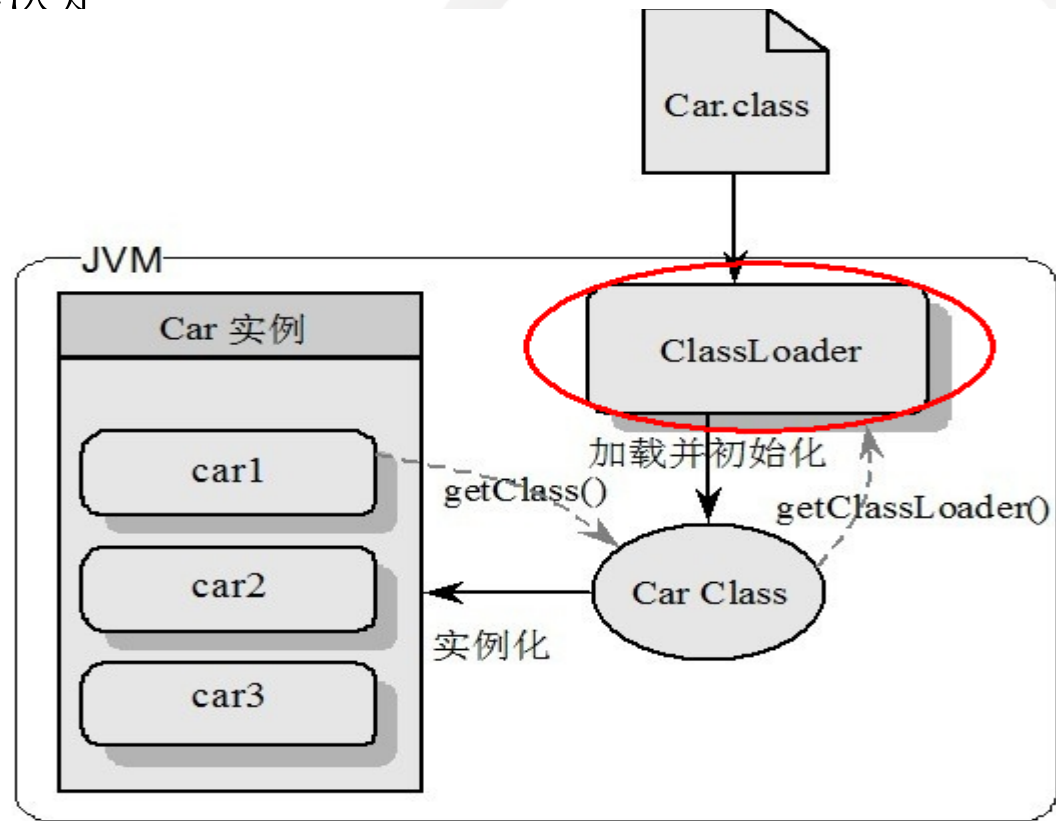 Car.class
JVM
Car 实例
ClassLoader
加载并初始化
car1
getClass()
getClassLoader()
car2
Car Class
实例化
car3